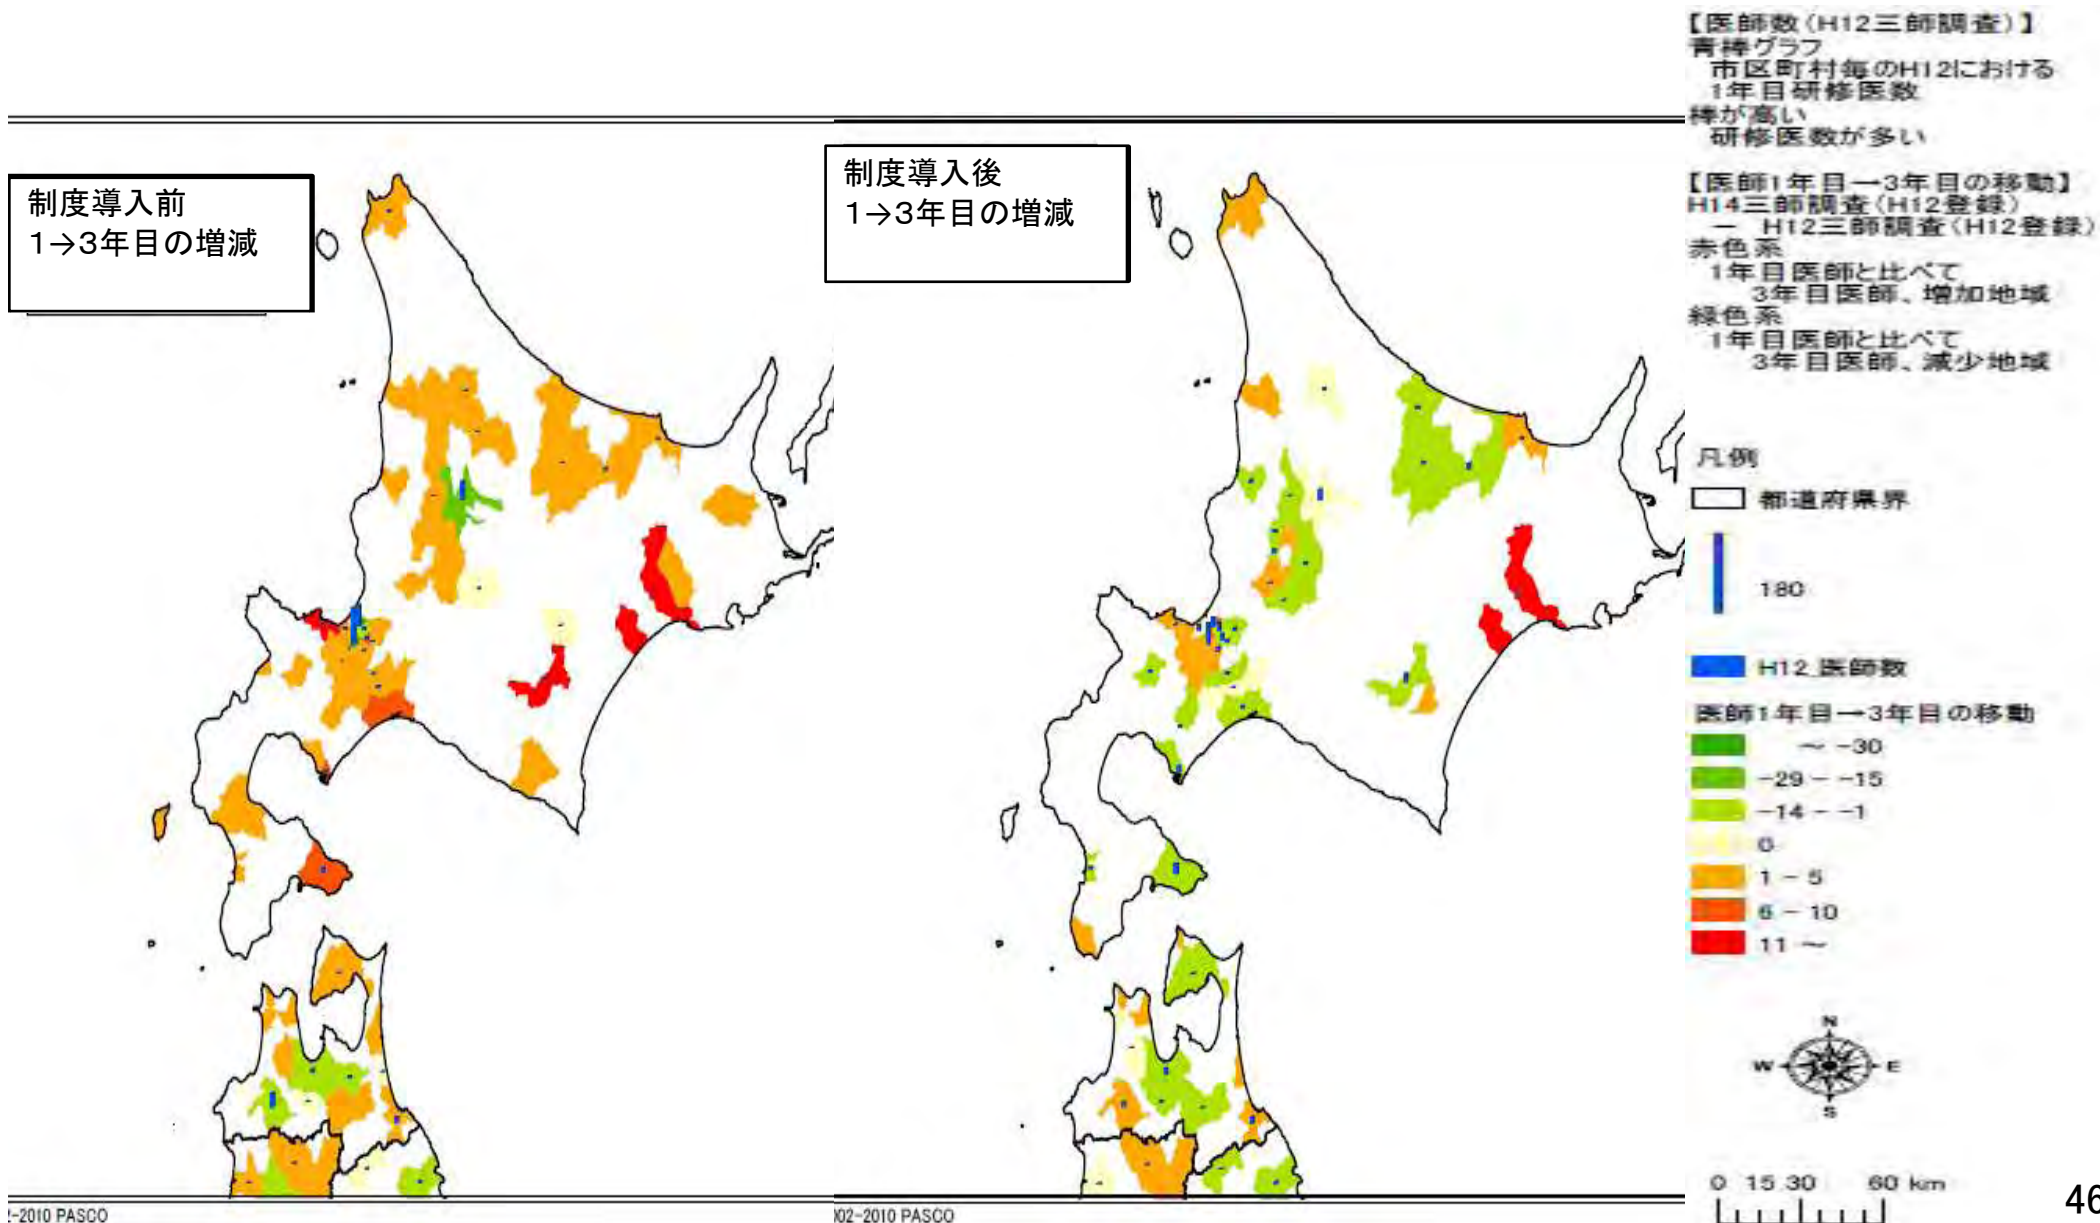 制度導入前
1→3年目の増減
制度導入後
1→3年目の増減
【医師数(H12三師調査)】
青棒グラフ
市区町村毎のH12における
1年目研修医数
棒が高い
研修医数が多い
【医師1年目→3年目の移動】
H14三師調査(H12登録)
－ H12三師調査(H12登録)
赤色系
1年目医師と比べて
3年目医師、増加地域
緑色系
1年目医師と比べて
3年目医師、減少地域
凡例
都道府県界
180
H12_医師数
医師1年目→3年目の移動
～ -30
-29 - -15
-14 - -1
0
1 - 5
6 - 10
11 ～
N
W E
S
0 15 30 60 km
-2010 PASCO
002-2010 PASCO
46